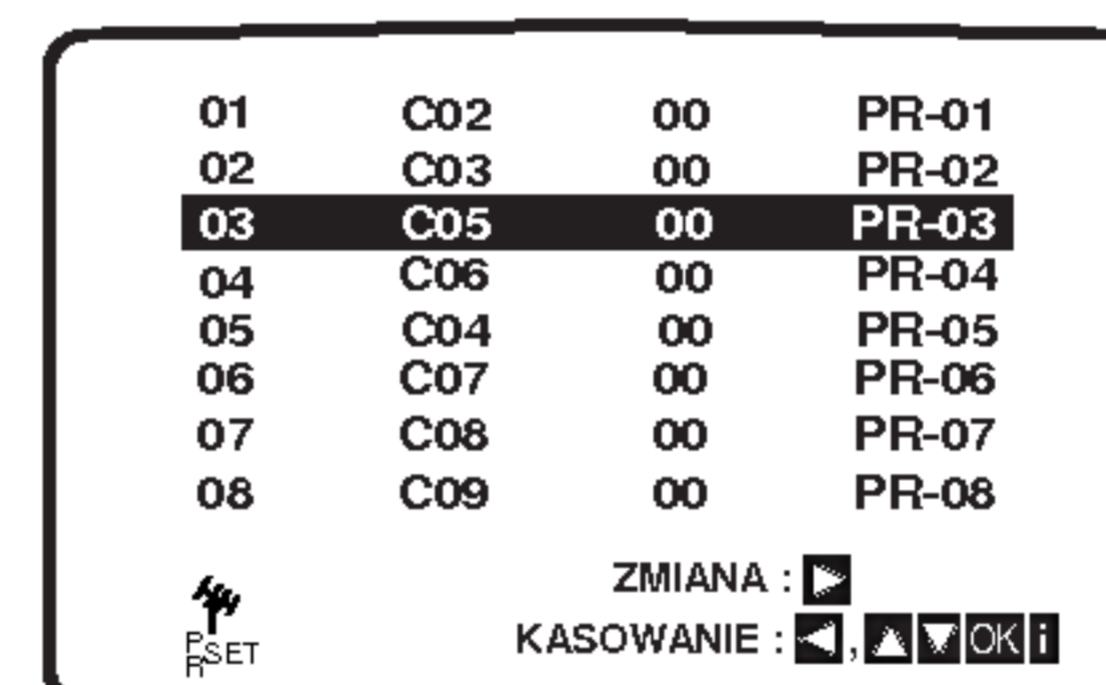 01 C02 00 PR-01
02 C03 00 PR-02
03 C05 00 PR-03
04 C06 00 PR-04
05 C04 00 PR-05
06 C07 00 PR-06
07 C08 00 PR-07
08 C09 00 PR-08
ZMIANA :
PR SET KASOWANIE : , OK i